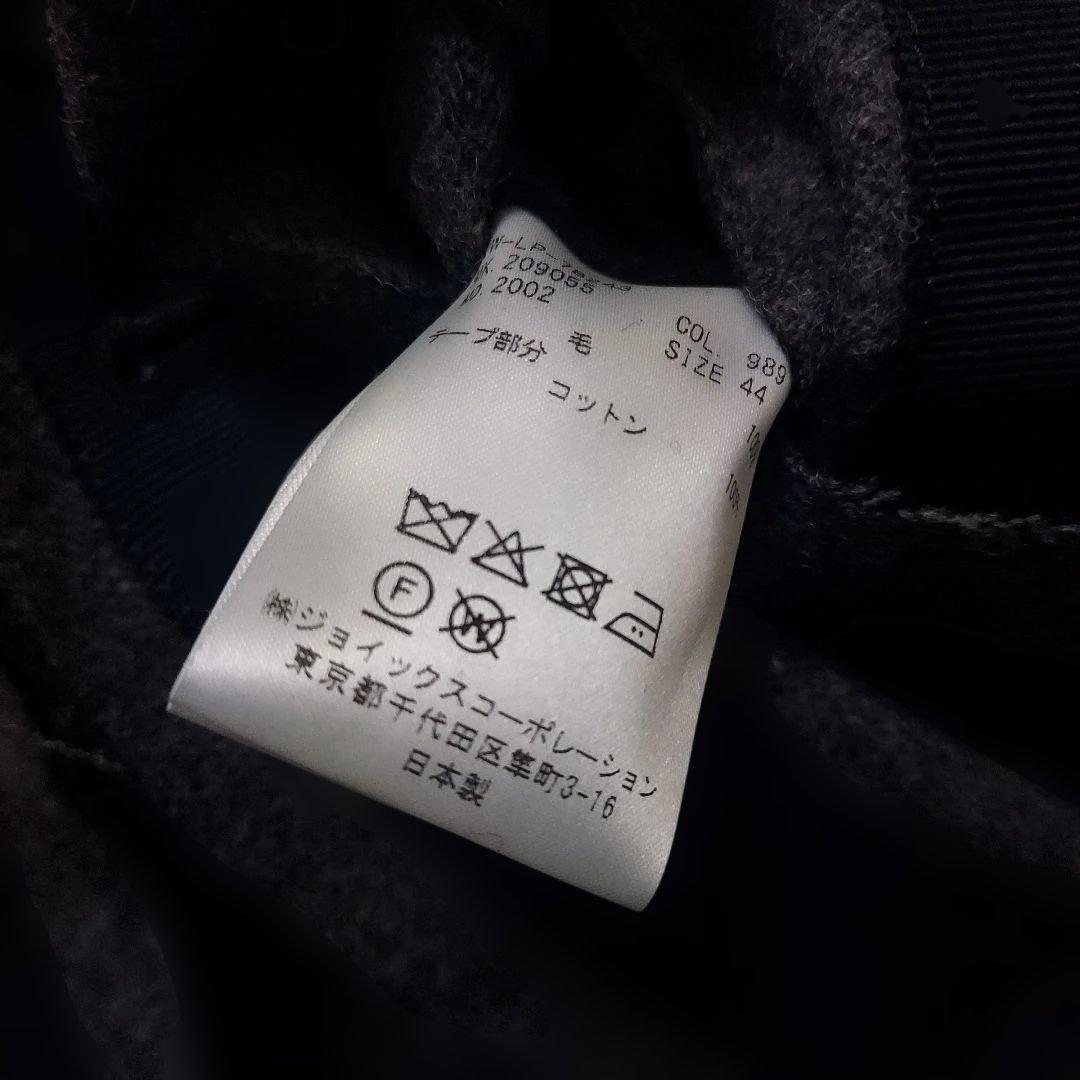 209055
NO. 2002
COL. 989
SIZE 44
テープ部分 毛
コットン
F
W
㈱ジョイックスコーポレーション
東京都千代田区隼町3-16
日本製